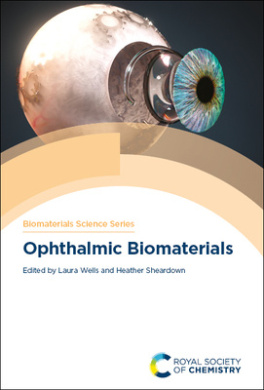 Biomaterials Science Series
Ophthalmic Biomaterials
Edited by Laura Wells and Heather Sheardown
ROYAL SOCIETY
OF CHEMISTRY